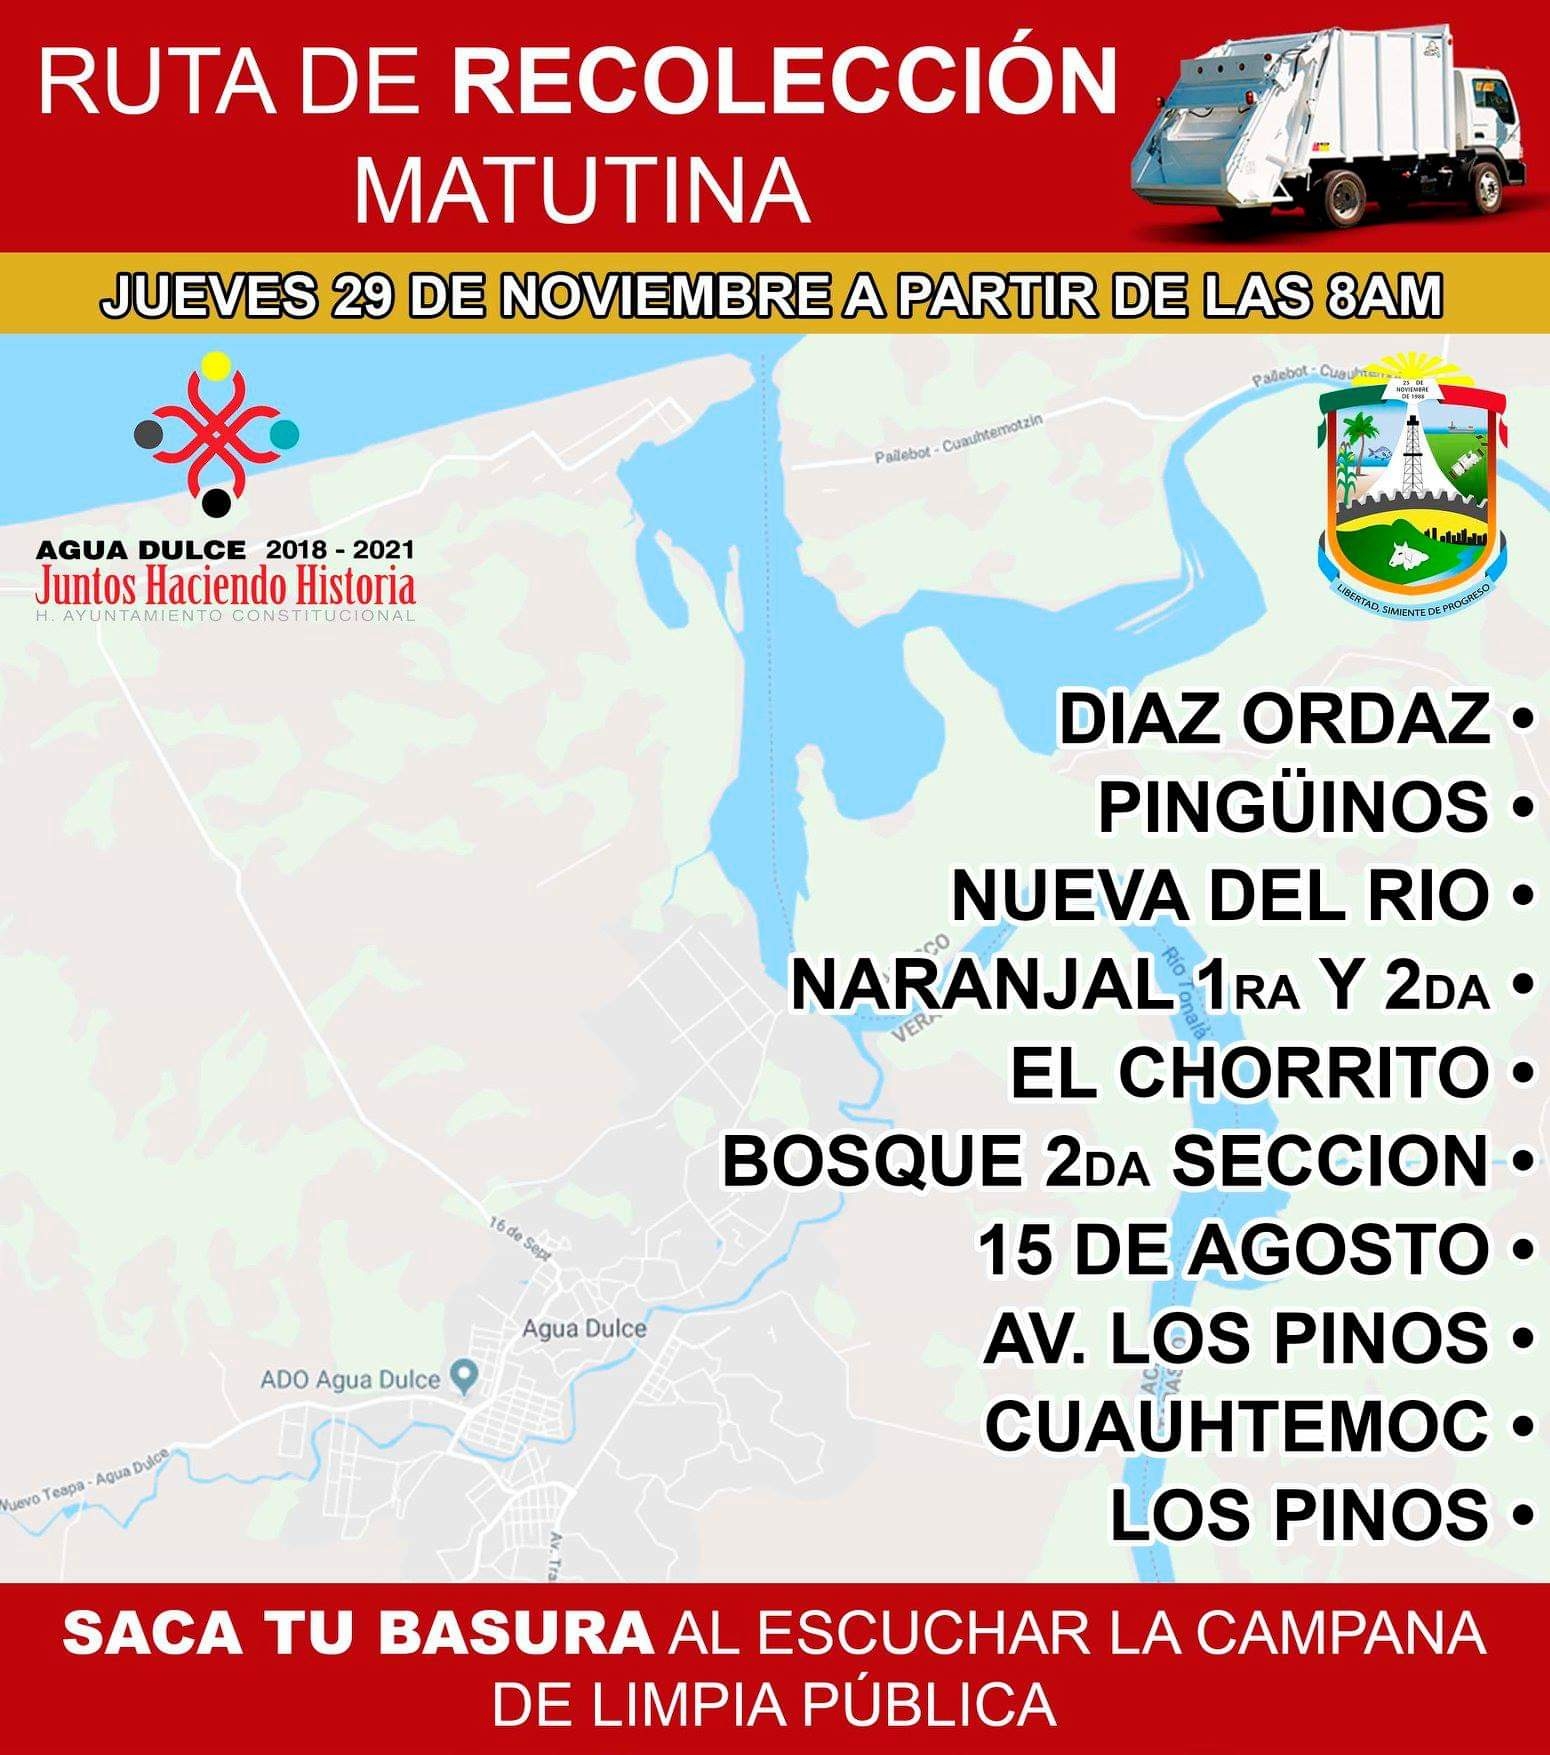 RUTA DE RECOLECCIÓN
MATUTINA
JUEVES 29 DE NOVIEMBRE A PARTIR DE LAS 8AM
AGUA DULCE 2018 - 2021
Juntos Haciendo Historia
H. AYUNTAMIENTO CONSTITUCIONAL
Pailebot - Cuauhtemotzin
Pailebot - Cuauhtem
25 DE
NOVIEMBRE
DE 1988
LIBERTAD, SIMIENTE DE PROGRESO
DIAZ ORDAZ •
PINGÜINOS •
NUEVA DEL RIO •
NARANJAL 1RA Y 2DA •
EL CHORRITO •
BOSQUE 2DA SECCION •
15 DE AGOSTO •
AV. LOS PINOS •
CUAUHTEMOC •
LOS PINOS •
Río Tonalá
16 de Sept
Agua Dulce
ADO Agua Dulce
Nuevo Teapa - Agua Dulce
Av. Tra
SACA TU BASURA AL ESCUCHAR LA CAMPANA
DE LIMPIA PÚBLICA